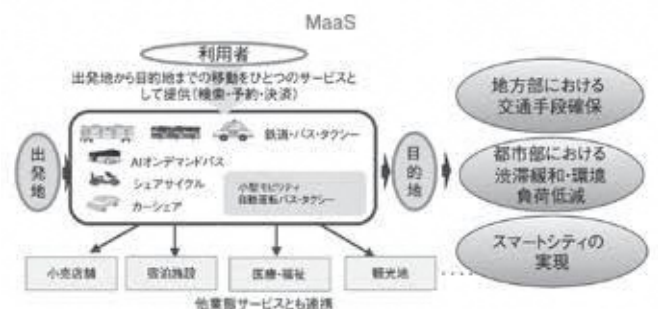 MaaS
利用者
出発地から目的地までの移動をひとつのサービスと
して提供(検索・予約・決済)
出発地
鉄道・バス・タクシー
AIオンデマンドバス
シェアサイクル
カーシェア
小型モビリティ
自動運転バス・タクシー
目的地
地方部における
交通手段確保
都市部における
渋滞緩和・環境
負荷低減
スマートシティの
実現
小売店舗
宿泊施設
医療・福祉
観光地
他業態サービスとも連携